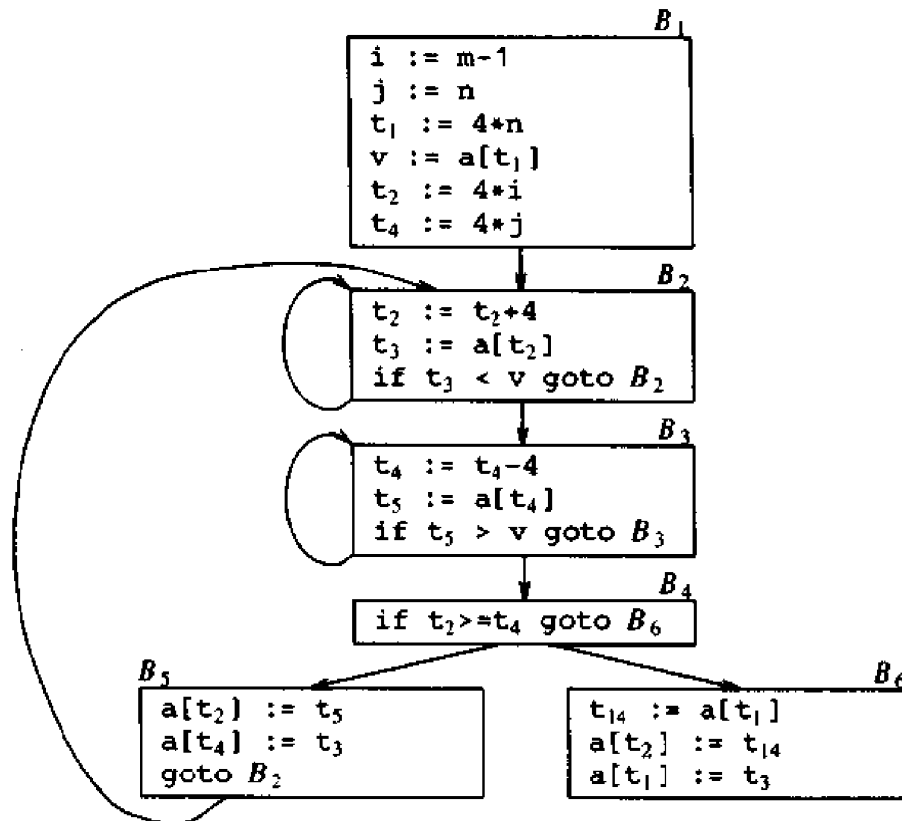 B₁
i := m-1
j := n
t₁ := 4*n
v := a[t₁]
t₂ := 4*i
t₄ := 4*j
B₂
t₂ := t₂+4
t₃ := a[t₂]
if t₃ < v goto B₂
B₃
t₄ := t₄-4
t₅ := a[t₄]
if t₅ > v goto B₃
B₄
if t₂>=t₄ goto B₆
B₅
a[t₂] := t₅
a[t₄] := t₃
goto B₂
B₆
t₁₄ := a[t₁]
a[t₂] := t₁₄
a[t₁] := t₃